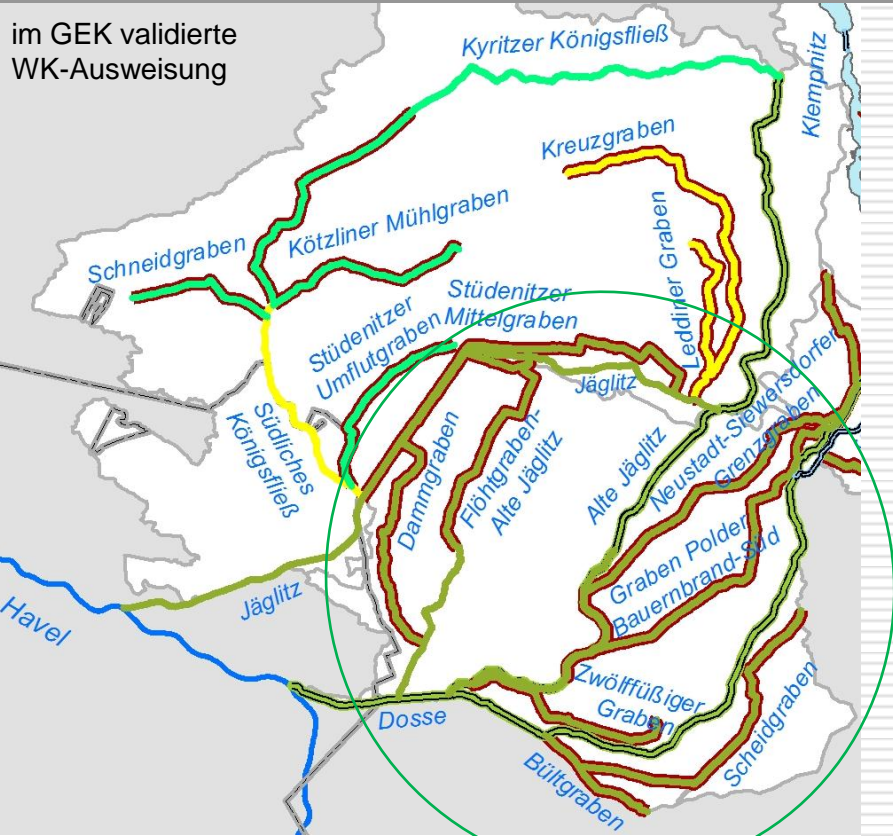 im GEK validierte
WK-Ausweisung
Kyritzer Königsfließ
Klempnitz
Kreuzgraben
Schneidgraben
Kötzliner Mühlgraben
Leddiner Graben
Stüdenitzer
Umflutgraben
Stüdenitzer
Mittelgraben
Südliches
Königsfließ
Jäglitz
Dammgraben
Flöhtgraben-
Alte Jäglitz
Alte Jäglitz
Neustadt-Siewersdorfer
Grenzgraben
Graben Polder
Bauernbrand-Süd
Jäglitz
Havel
Dosse
Zwölffüßiger
Graben
Scheidgraben
Bültgraben